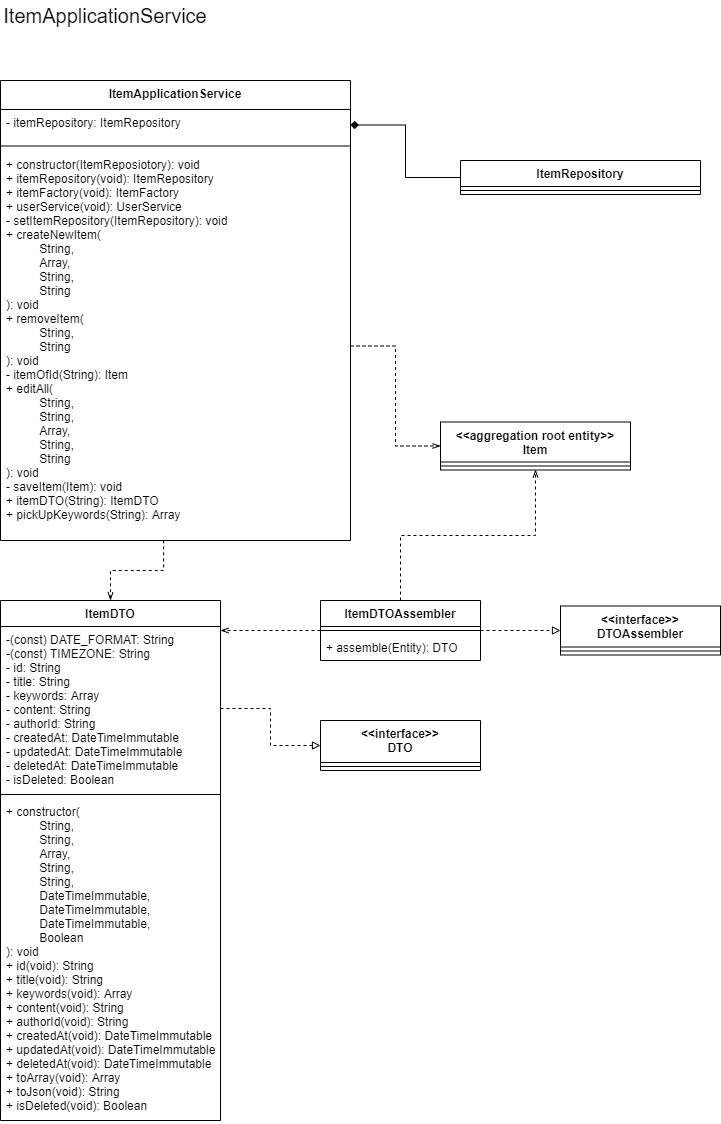 ItemApplicationService
ItemApplicationService
- itemRepository: ItemRepository
+ constructor(ItemReposiotory): void
+ itemRepository(void): ItemRepository
+ itemFactory(void): ItemFactory
+ userService(void): UserService
- setItemRepository(ItemRepository): void
+ createNewItem(
String,
Array,
String,
String
): void
+ removeItem(
String,
String
): void
- itemOfId(String): Item
+ editAll(
String,
String,
Array,
String,
String
): void
- saveItem(Item): void
+ itemDTO(String): ItemDTO
+ pickUpKeywords(String): Array
ItemRepository
<<aggregation root entity>>
Item
ItemDTO
-(const) DATE_FORMAT: String
-(const) TIMEZONE: String
- id: String
- title: String
- keywords: Array
- content: String
- authorId: String
- createdAt: DateTimeImmutable
- updatedAt: DateTimeImmutable
- deletedAt: DateTimeImmutable
- isDeleted: Boolean
+ constructor(
String,
String,
Array,
String,
String,
DateTimeImmutable,
DateTimeImmutable,
DateTimeImmutable,
Boolean
): void
+ id(void): String
+ title(void): String
+ keywords(void): Array
+ content(void): String
+ authorId(void): String
+ createdAt(void): DateTimeImmutable
+ updatedAt(void): DateTimeImmutable
+ deletedAt(void): DateTimeImmutable
+ toArray(void): Array
+ toJson(void): String
+ isDeleted(void): Boolean
ItemDTOAssembler
+ assemble(Entity): DTO
<<interface>>
DTOAssembler
<<interface>>
DTO